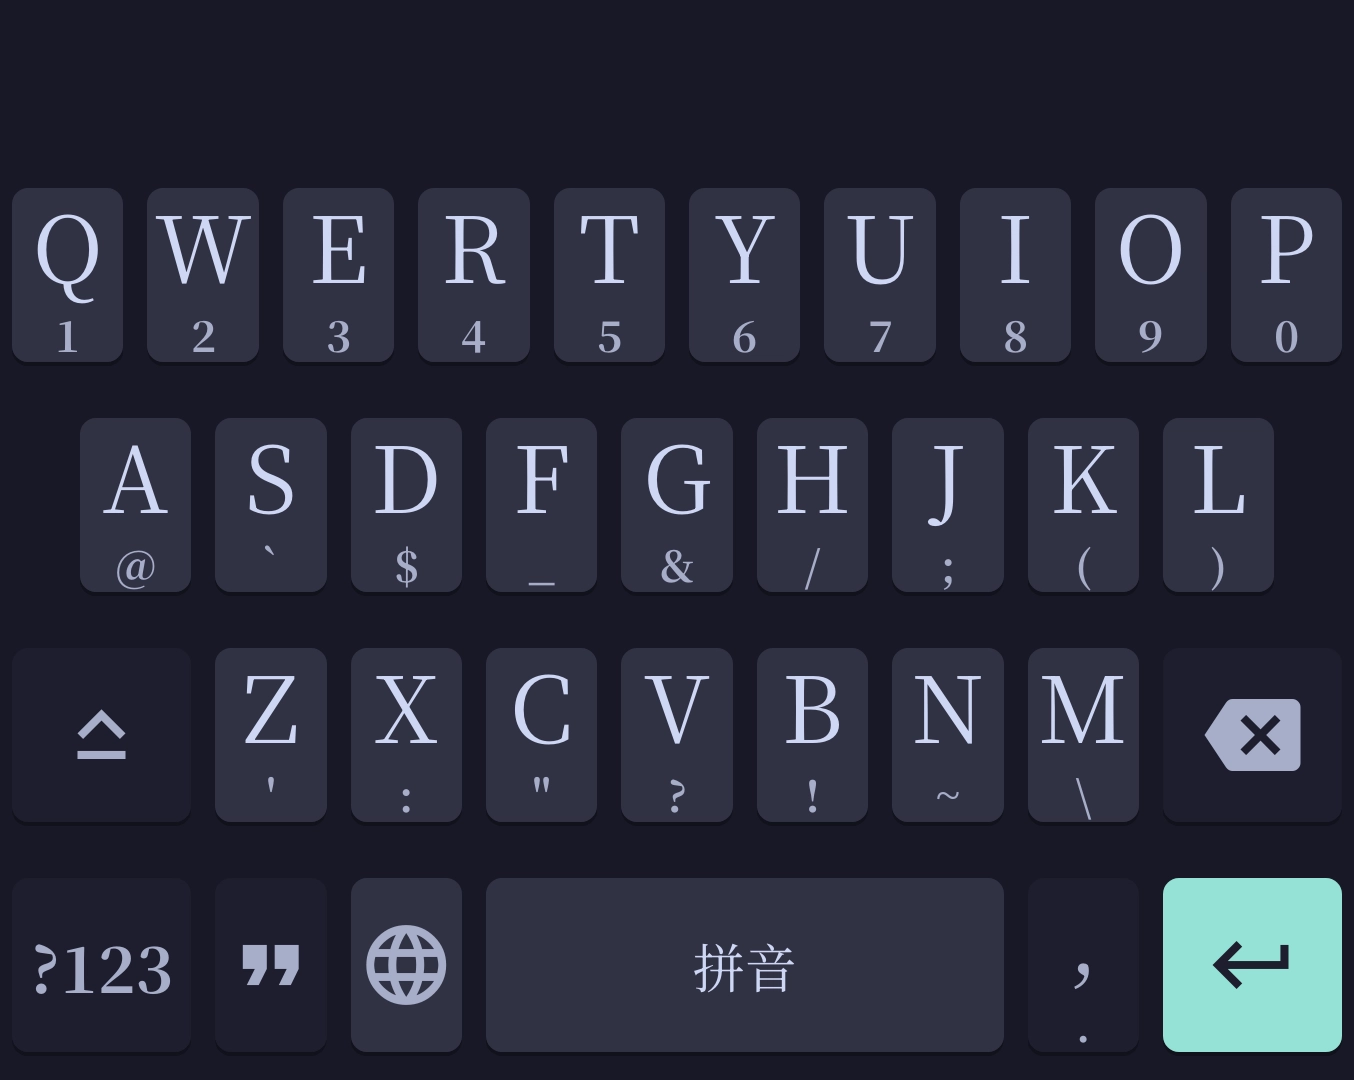 Q W E R T Y U I O P
1 2 3 4 5 6 7 8 9 0
A S D F G H J K L
@ ` $ _ & / ; ( )
Z X C V B N M
' : " ? ! ~ \
?123 拼音 ,
.